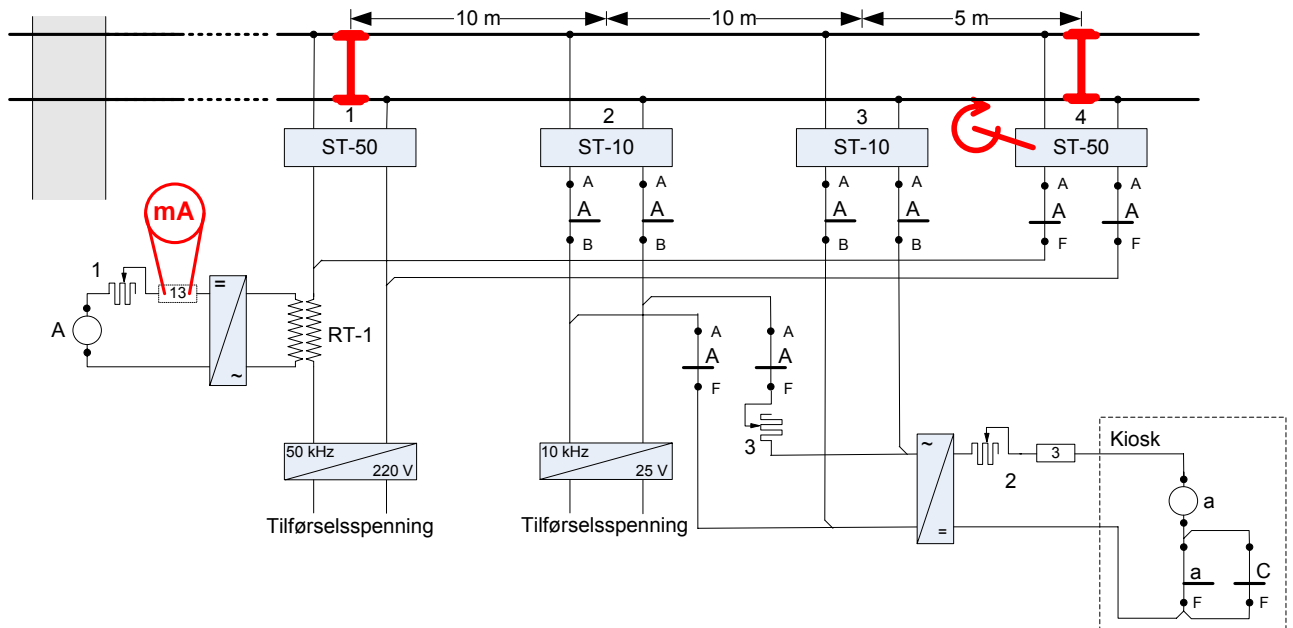 10 m 10 m 5 m
1 2 3 4
ST-50 ST-10 ST-10 ST-50
A A A A A A
A A A A A A
B B B B F F
mA
1
13
=
A
RT-1
~
A A
A A
F F
3
50 kHz
220 V
10 kHz
25 V
Tilførselsspenning Tilførselsspenning
~
=
2
3
Kiosk
a
a C
F F